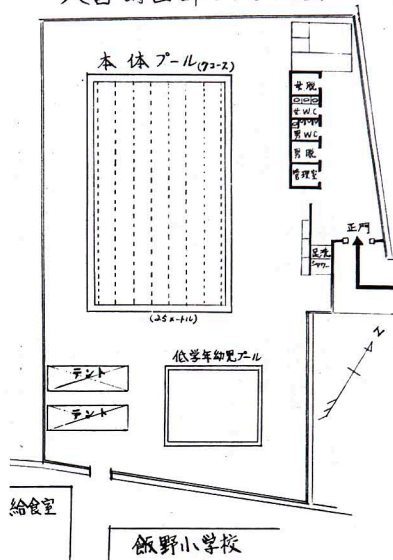 本体プール(7コース)
女脱
女WC
男WC
男脱
管理室
正門
足洗
シャワー
(25メートル)
N
低学年幼児プール
テント
テント
給食室
飯野小学校